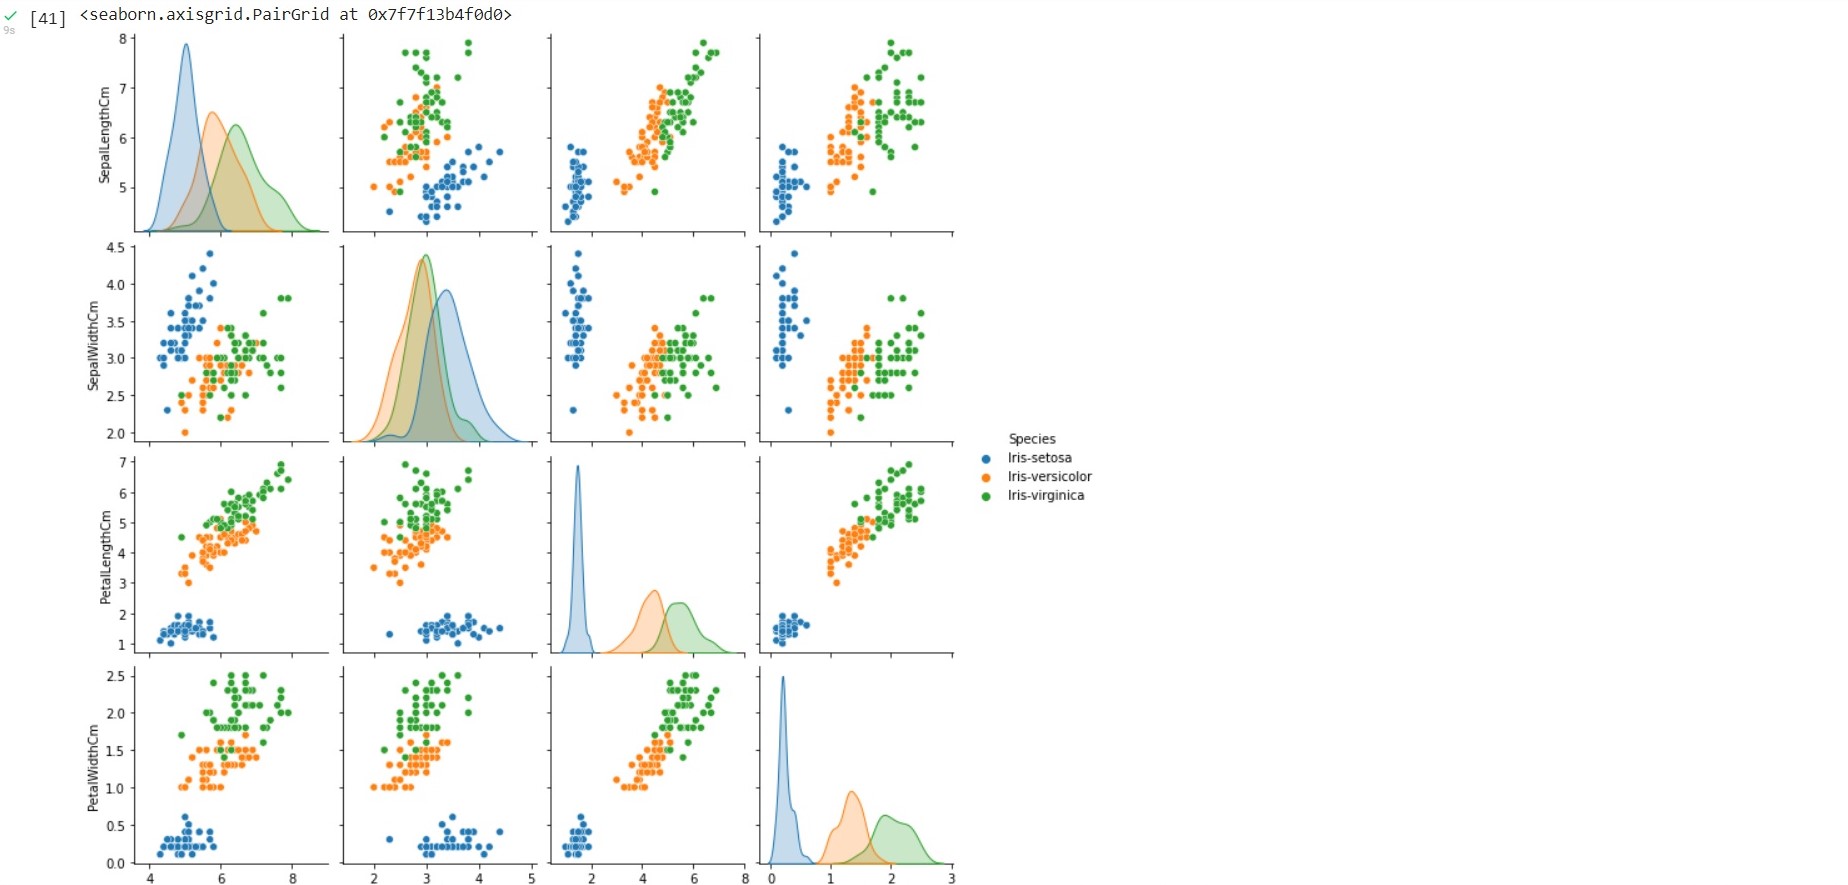 [41] <seaborn.axisgrid.PairGrid at 0x7f7f13b4f0d0>
9s
8
7
6
5
SepalLengthCm
4.5
4.0
3.5
3.0
2.5
2.0
SepalWidthCm
Species
Iris-setosa
Iris-versicolor
Iris-virginica
7
6
5
4
3
2
1
PetalLengthCm
2.5
2.0
1.5
1.0
0.5
0.0
PetalWidthCm
4 6 8 2 3 4 5 2 4 6 8 0 1 2 3